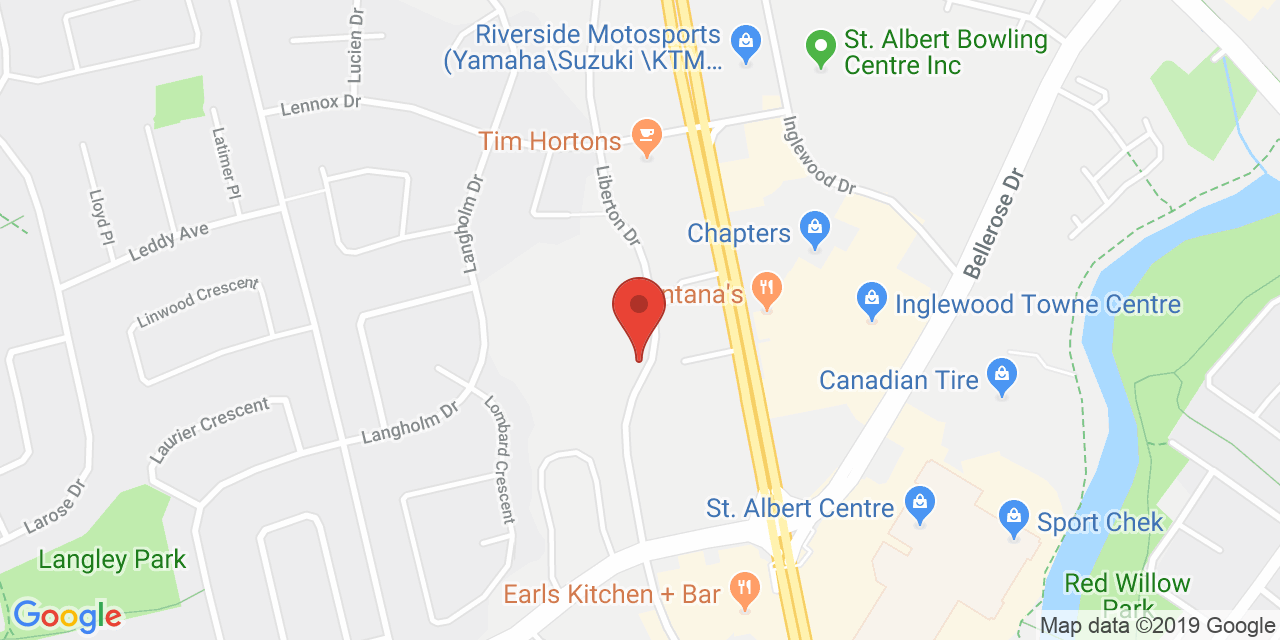 Riverside Motosports
(Yamaha\Suzuki \KTM...
St. Albert Bowling
Centre Inc
Lucien Dr
Lennox Dr
Tim Hortons
Inglewood Dr
Latimer Pl
Lloyd Pl
Leddy Ave
Langholm Dr
Liberton Dr
Chapters
Bellerose Dr
Linwood Crescent
ntana's
Inglewood Towne Centre
Canadian Tire
Laurier Crescent
Langholm Dr
Lombard Crescent
Larose Dr
St. Albert Centre
Sport Chek
Langley Park
Earls Kitchen + Bar
Red Willow
Park
Google
Map data ©2019 Google